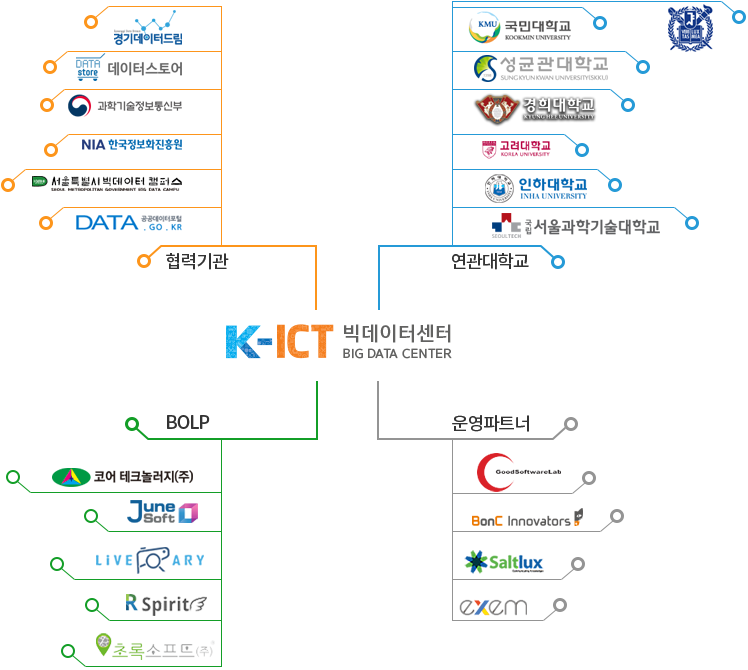 경기데이터드림
DATA
store
데이터스토어
과학기술정보통신부
NIA 한국정보화진흥원
서울특별시빅데이터 캠퍼스
SEOUL METROPOLITAN GOVERNMENT BIG DATA CAMPUS
DATA
공공데이터포털
.GO.KR
협력기관
KMU
국민대학교
KOOKMIN UNIVERSITY
성균관대학교
SUNGKYUNKWAN UNIVERSITY(SKKU)
경희대학교
KYUNG HEE UNIVERSITY
고려대학교
KOREA UNIVERSITY
인하대학교
INHA UNIVERSITY
SEOULTECH
국립
서울과학기술대학교
연관대학교
K-ICT
빅데이터센터
BIG DATA CENTER
BOLP
코어 테크놀러지(주)
June
Soft
LIVE ARY
R Spirit
초록소프트(주)
운영파트너
GoodSoftwareLab
BonC Innovators
Saltlux
exem